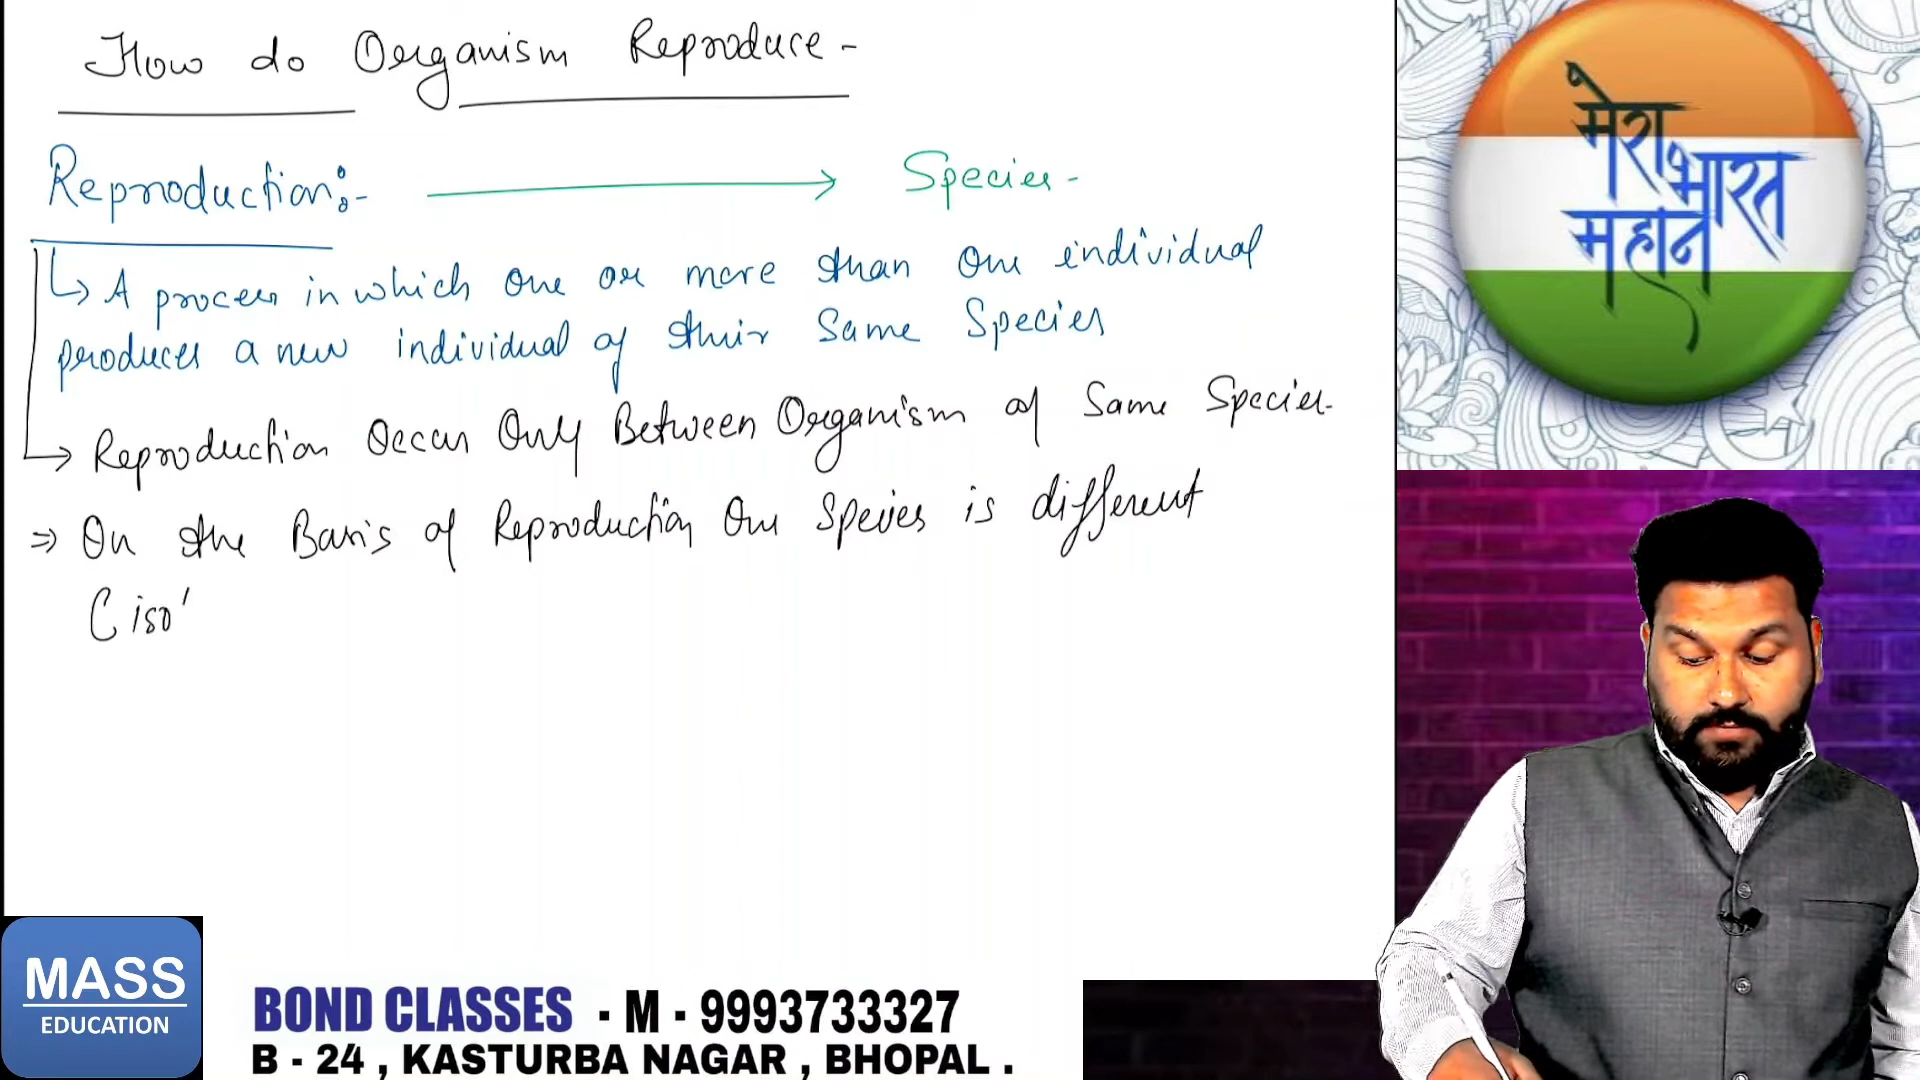 How do Organism Reproduce -
Reproduction:- → Species -
↳ A process in which one or more than one individual
produces a new individual of their same Species
→ Reproduction Occur Only Between Organism of Same Species.
⇒ On the Basis of Reproduction One Species is different
( iso'
मेरा
भारत
महान
MASS
EDUCATION
BOND CLASSES - M - 9993733327
B - 24 , KASTURBA NAGAR , BHOPAL .